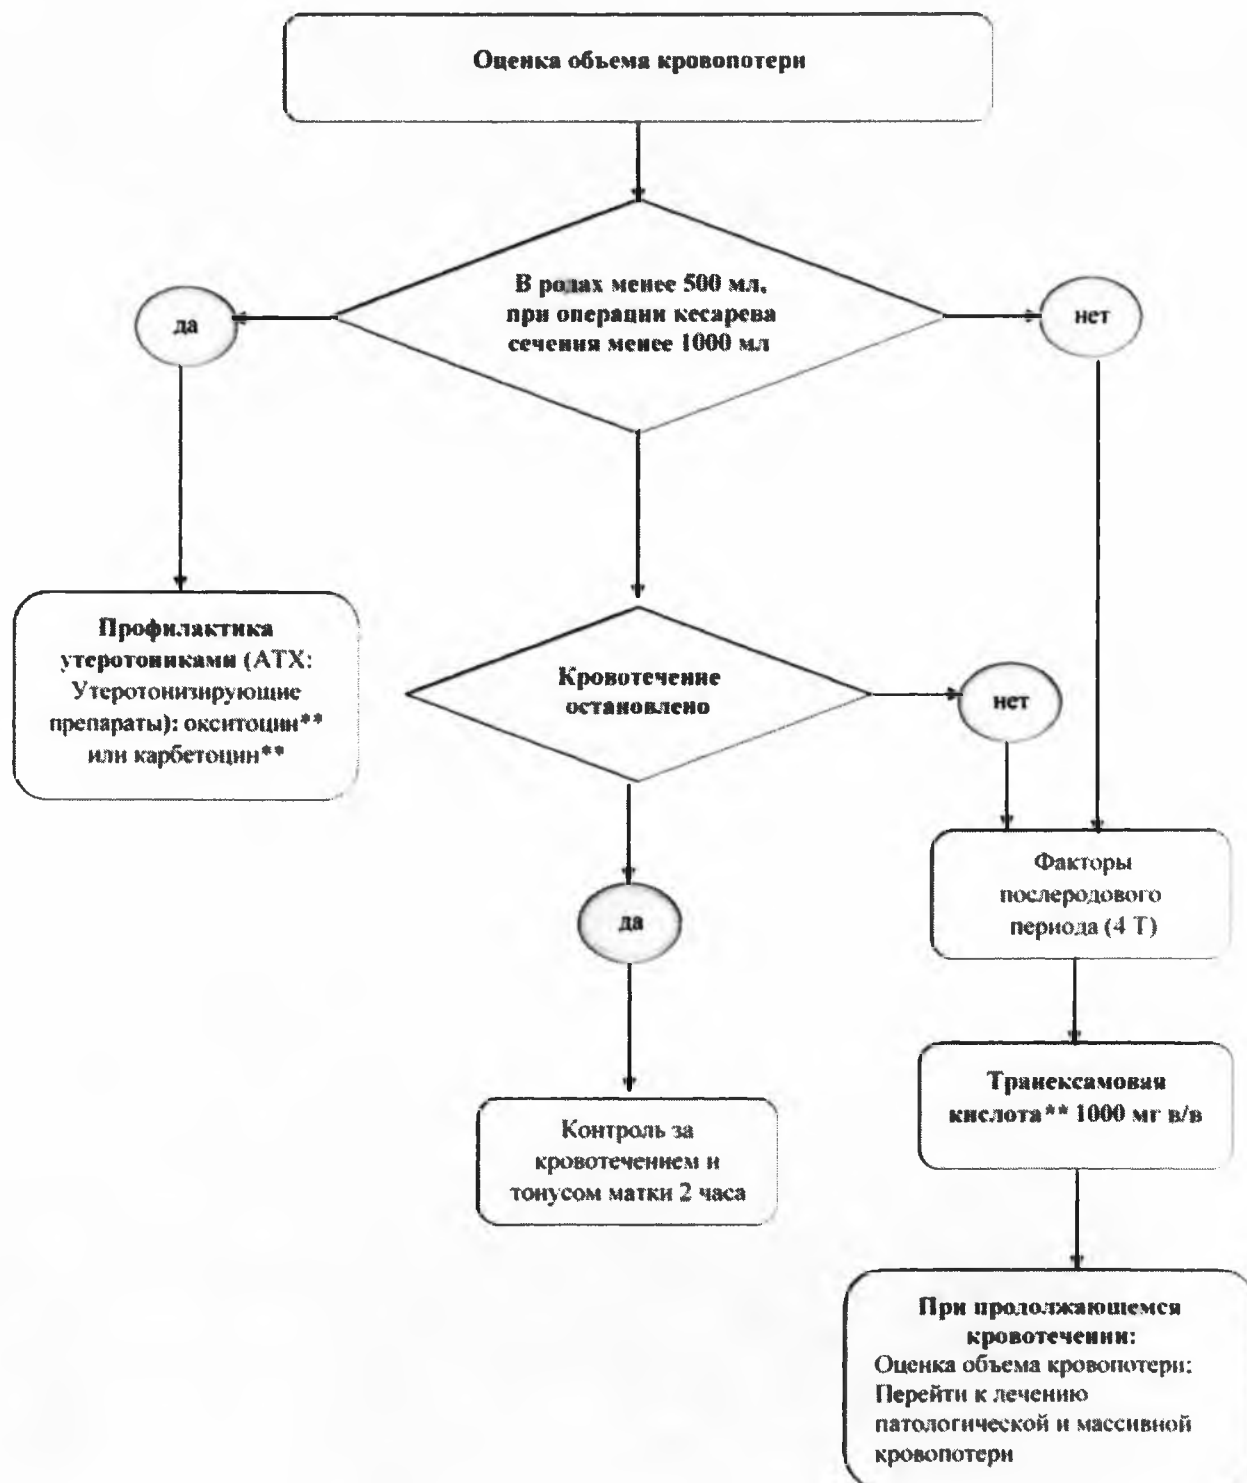 Оценка объема кровопотери
В родах менее 500 мл,
при операции кесарева
сечения менее 1000 мл
да
нет
Профилактика
утеротониками (АТХ:
Утеротонизирующие
препараты): окситоцин**
или карбетоцин**
Кровотечение
остановлено
нет
Факторы
послеродового
периода (4 Т)
да
Транексамовая
кислота** 1000 мг в/в
Контроль за
кровотечением и
тонусом матки 2 часа
При продолжающемся
кровотечении:
Оценка объема кровопотери:
Перейти к лечению
патологической и массивной
кровопотери